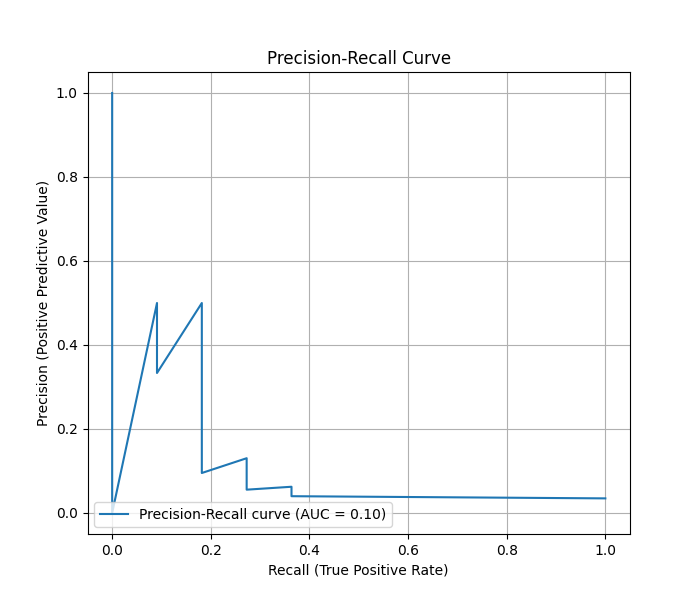 Precision-Recall Curve
Precision (Positive Predictive Value)
1.0
0.8
0.6
0.4
0.2
0.0
Precision-Recall curve (AUC = 0.10)
0.0 0.2 0.4 0.6 0.8 1.0
Recall (True Positive Rate)